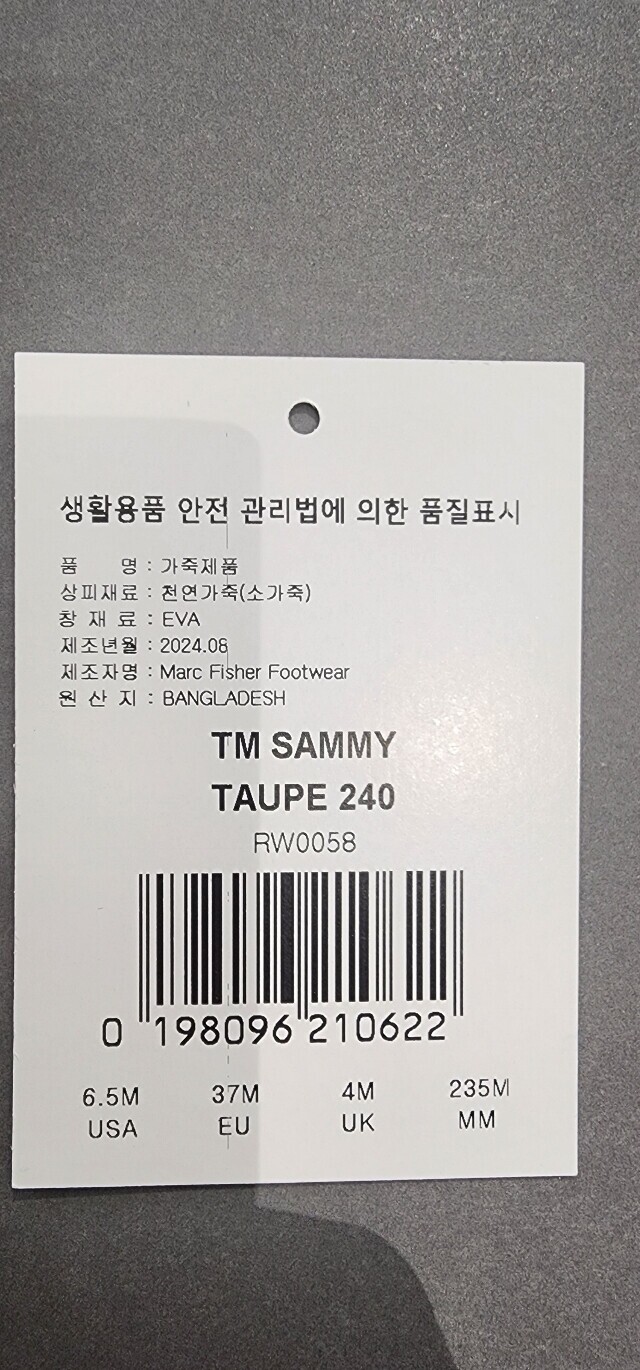 생활용품 안전 관리법에 의한 품질표시
품 명 : 가죽제품
상피재료 : 천연가죽(소가죽)
창 재 료 : EVA
제조년월 : 2024.08
제조자명 : Marc Fisher Footwear
원 산 지 : BANGLADESH
TM SAMMY
TAUPE 240
RW0058
0 198096 210622
6.5M 37M 4M 235M
USA EU UK MM